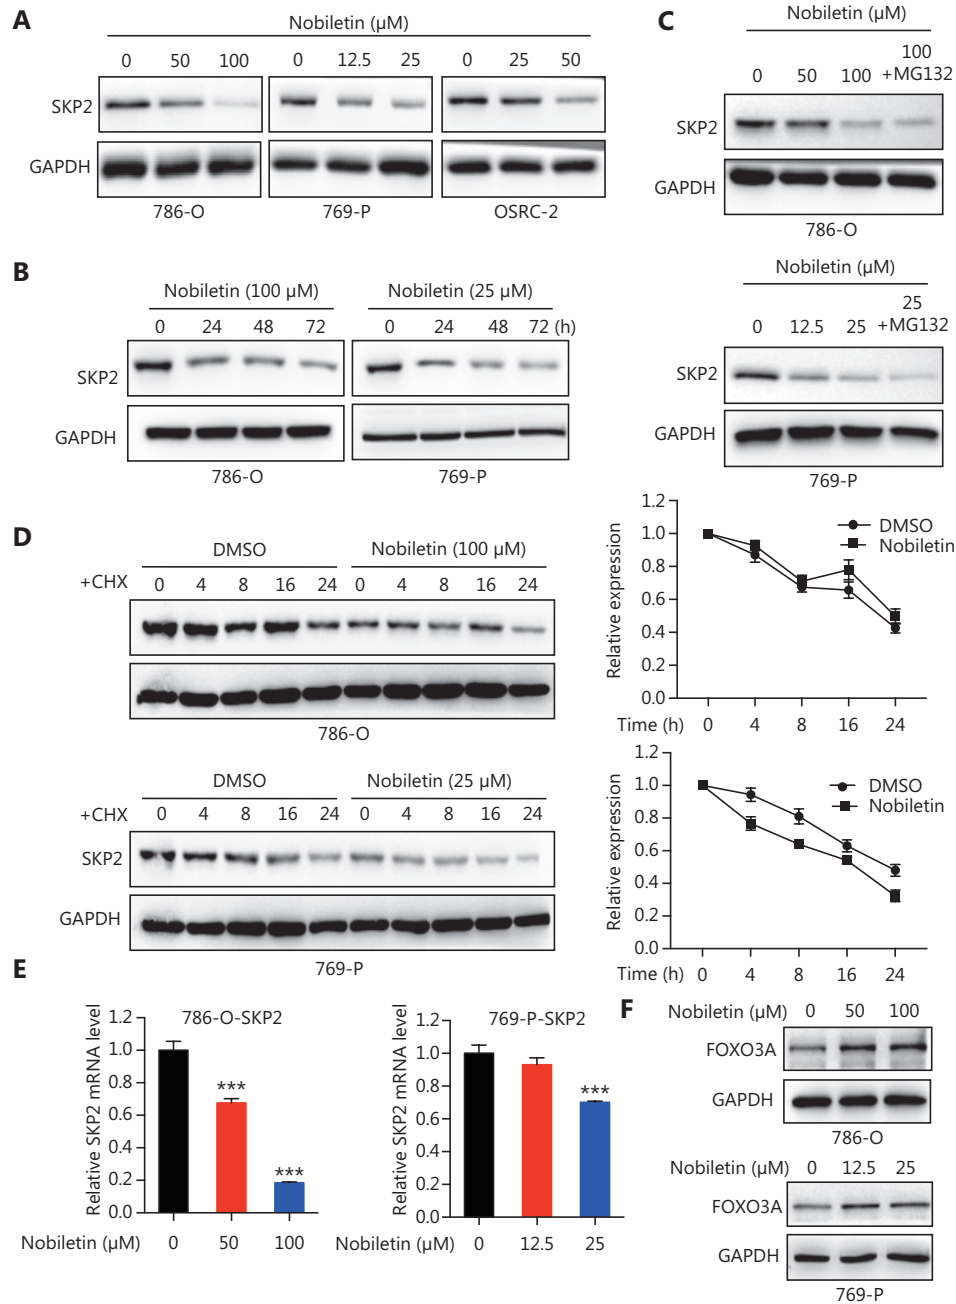 A
Nobiletin (μM)
0 50 100 0 12.5 25 0 25 50
SKP2
GAPDH
786-O 769-P OSRC-2
B
Nobiletin (100 μM) Nobiletin (25 μM)
0 24 48 72 0 24 48 72 (h)
SKP2
GAPDH
786-O 769-P
C
Nobiletin (μM)
100
0 50 100 +MG132
SKP2
GAPDH
786-O
Nobiletin (μM)
25
0 12.5 25 +MG132
SKP2
GAPDH
769-P
D
DMSO Nobiletin (100 μM)
+CHX 0 4 8 16 24 0 4 8 16 24
786-O
DMSO Nobiletin (25 μM)
+CHX 0 4 8 16 24 0 4 8 16 24
SKP2
GAPDH
769-P
Relative expression
1.2
1.0
0.8
0.6
0.4
0.2
0.0
DMSO
Nobiletin
Time (h) 0 4 8 16 24
Relative expression
1.2
1.0
0.8
0.6
0.4
0.2
0.0
DMSO
Nobiletin
Time (h) 0 4 8 16 24
E
786-O-SKP2
Relative SKP2 mRNA level
1.2
1.0
0.8
0.6
0.4
0.2
0.0
***
***
Nobiletin (μM) 0 50 100
769-P-SKP2
Relative SKP2 mRNA level
1.2
1.0
0.8
0.6
0.4
0.2
0.0
***
Nobiletin (μM) 0 12.5 25
F
Nobiletin (μM) 0 50 100
FOXO3A
GAPDH
786-O
Nobiletin (μM) 0 12.5 25
FOXO3A
GAPDH
769-P